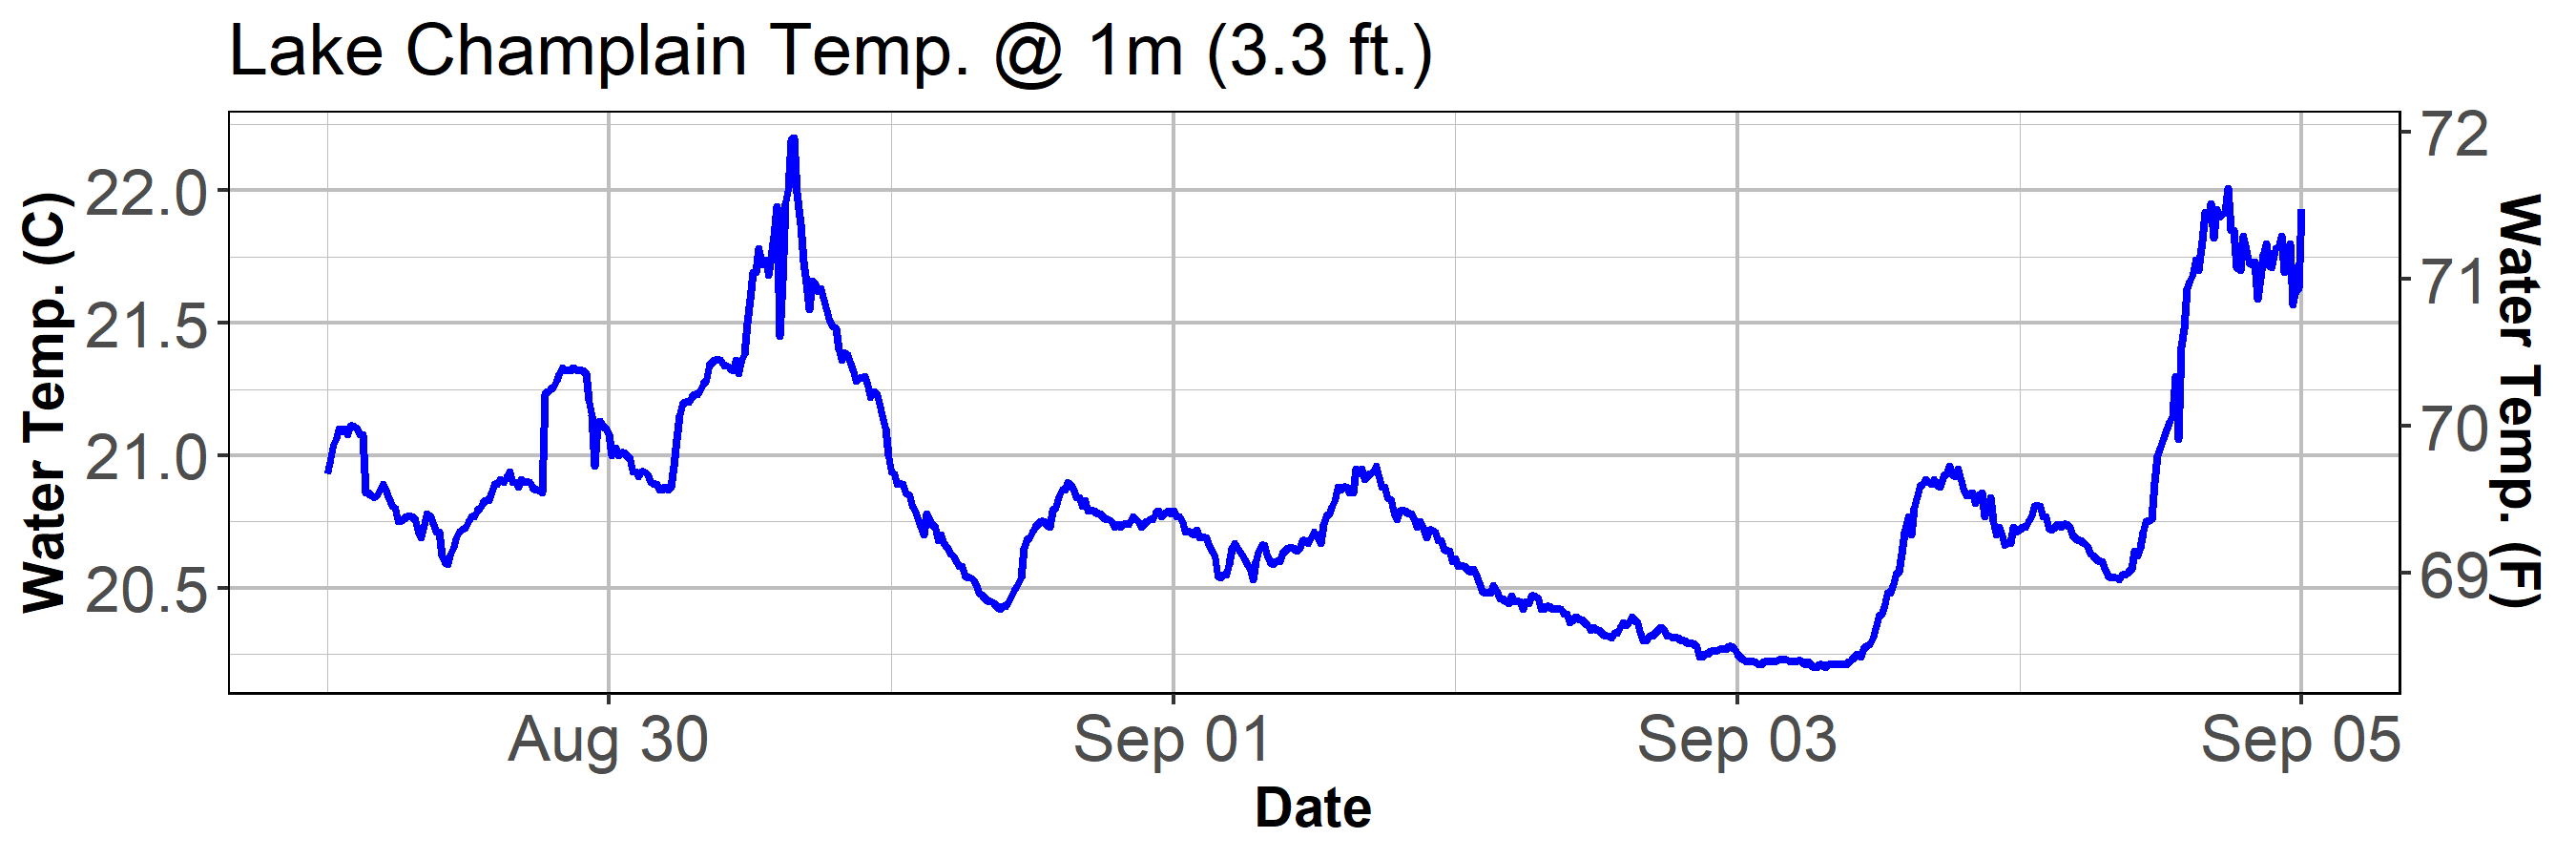 Lake Champlain Temp. @ 1m (3.3 ft.)
Water Temp. (C)
22.0
21.5
21.0
20.5
72
71
70
69
Water Temp. (F)
Aug 30
Sep 01
Sep 03
Sep 05
Date